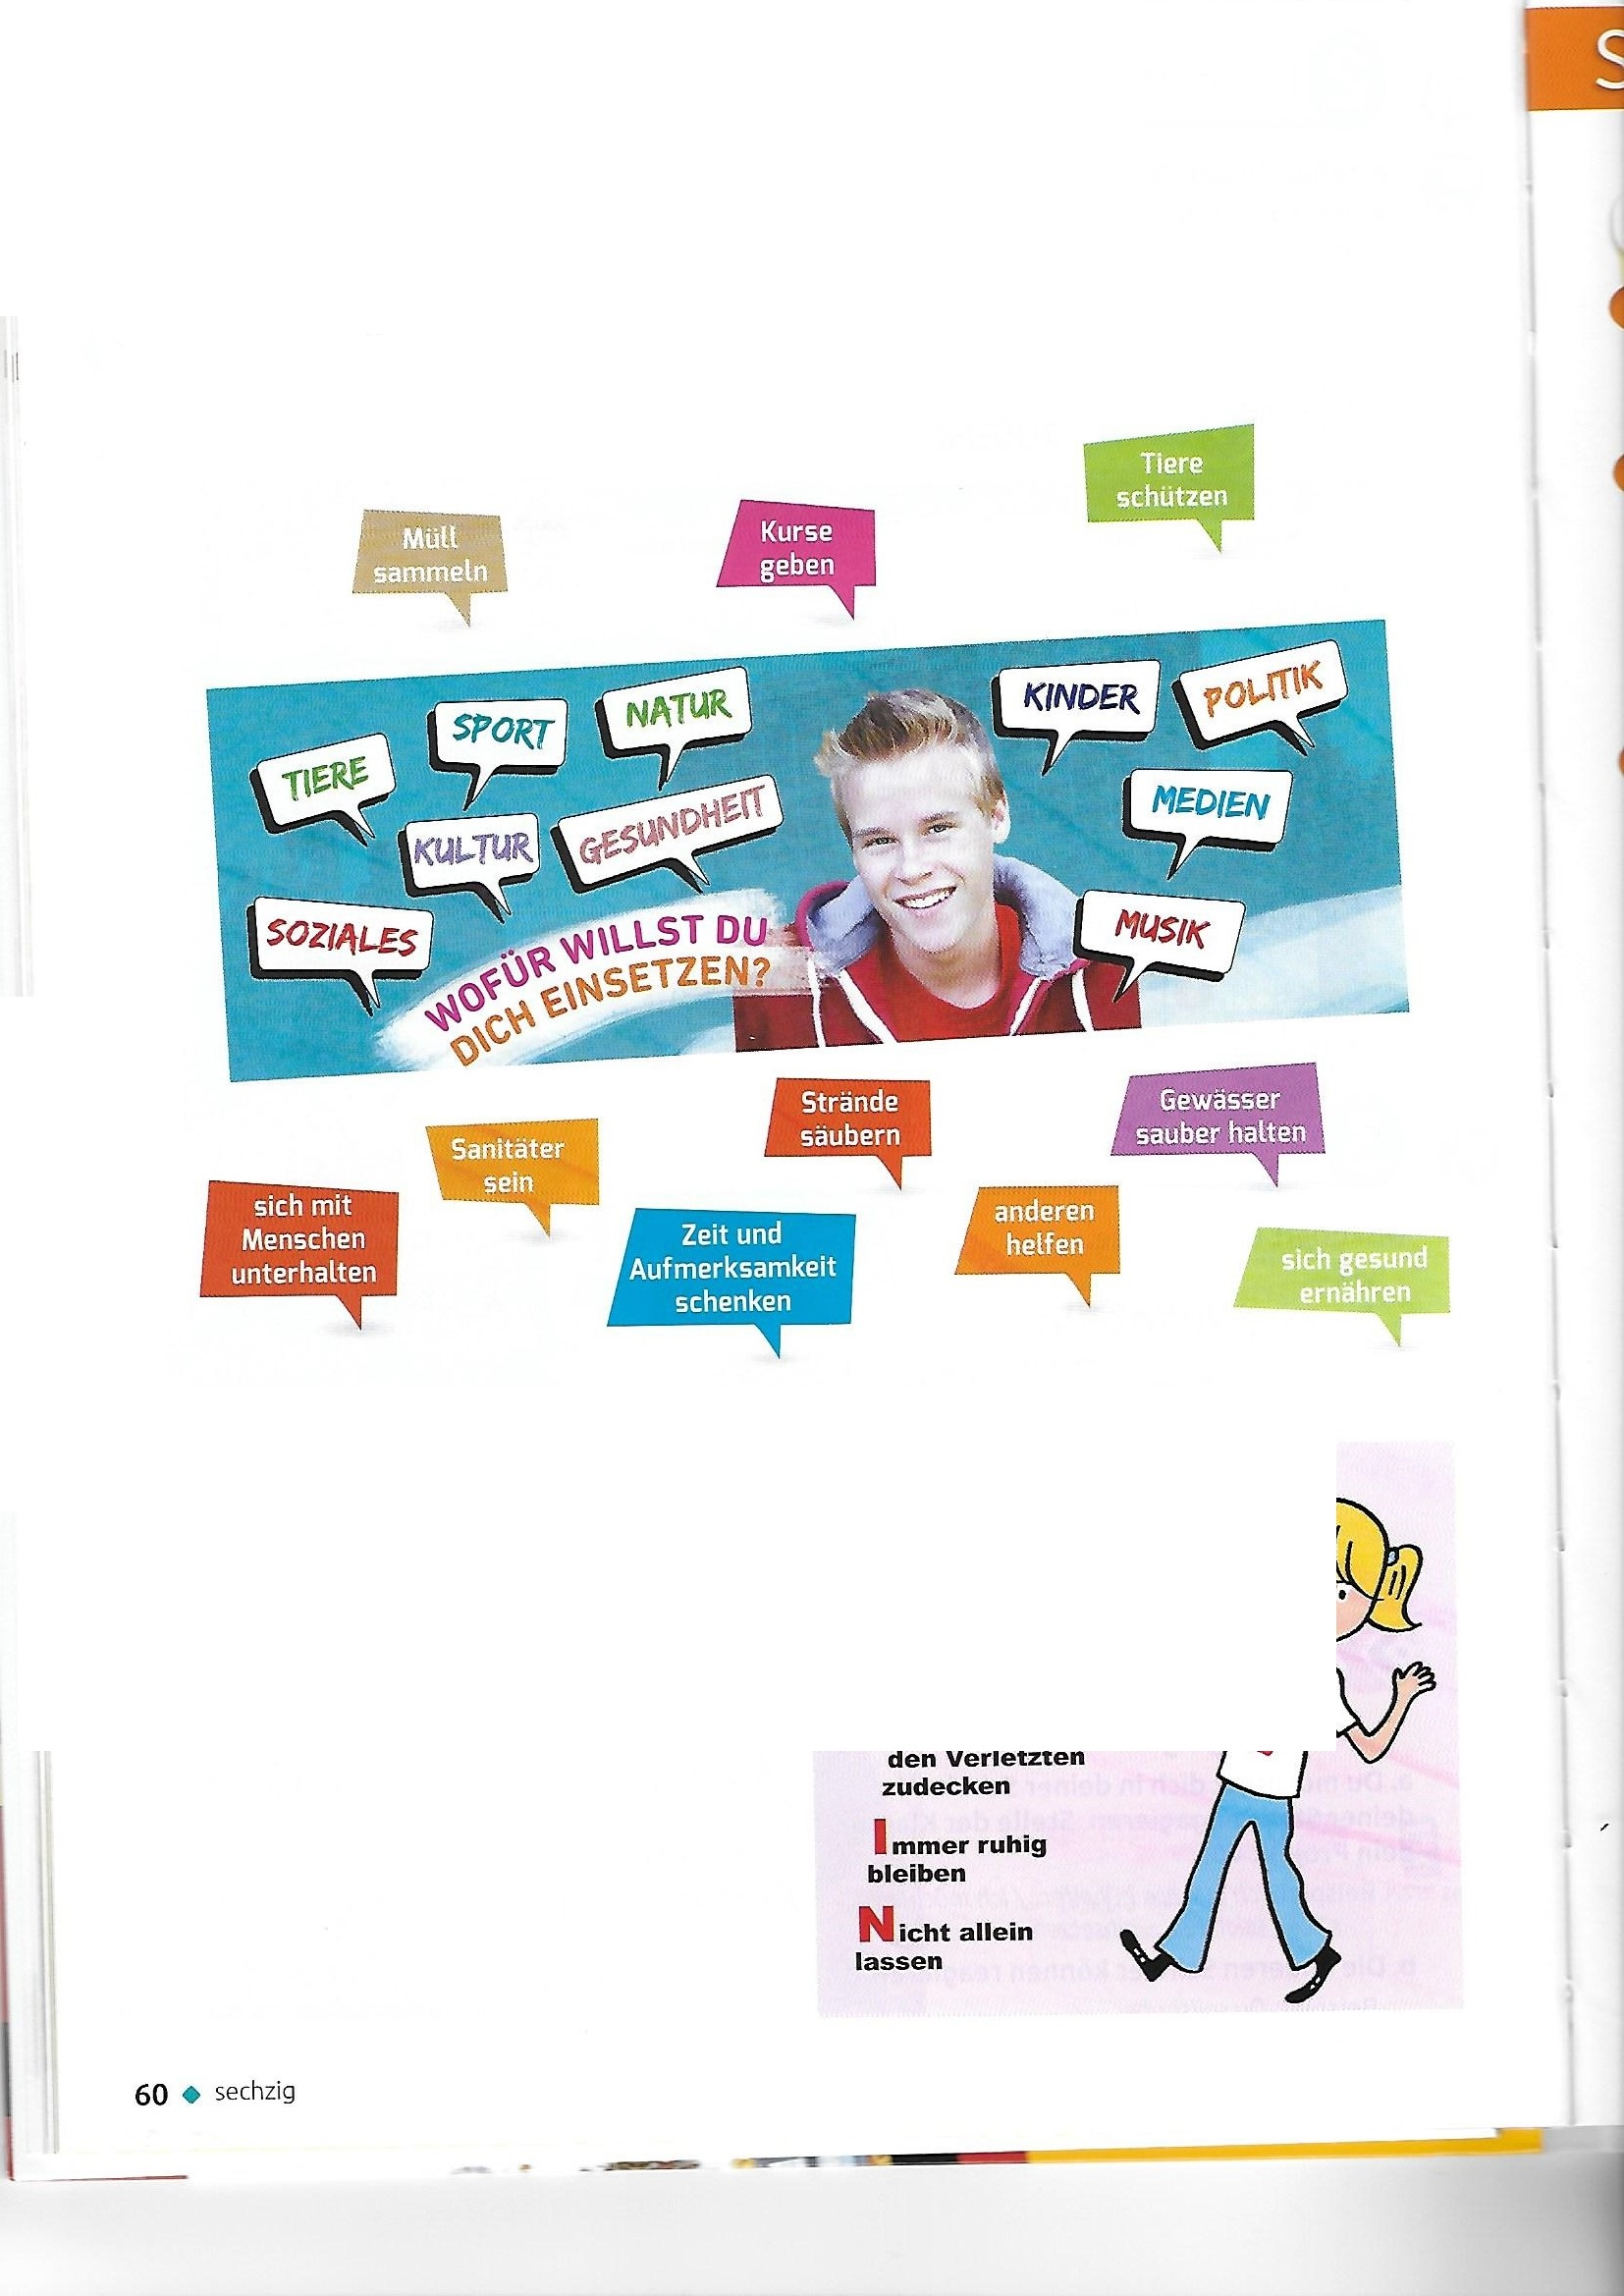 S
Tiere
schützen
Müll
sammeln
Kurse
geben
TIERE
SPORT
NATUR
KINDER
POLITIK
KULTUR
GESUNDHEIT
MEDIEN
SOZIALES
MUSIK
WOFÜR WILLST DU
DICH EINSETZEN?
Strände
säubern
Gewässer
sauber halten
Sanitäter
sein
sich mit
Menschen
unterhalten
Zeit und
Aufmerksamkeit
schenken
anderen
helfen
sich gesund
ernähren
den Verletzten
zudecken
Immer ruhig
bleiben
Nicht allein
lassen
60 ◆ sechzig